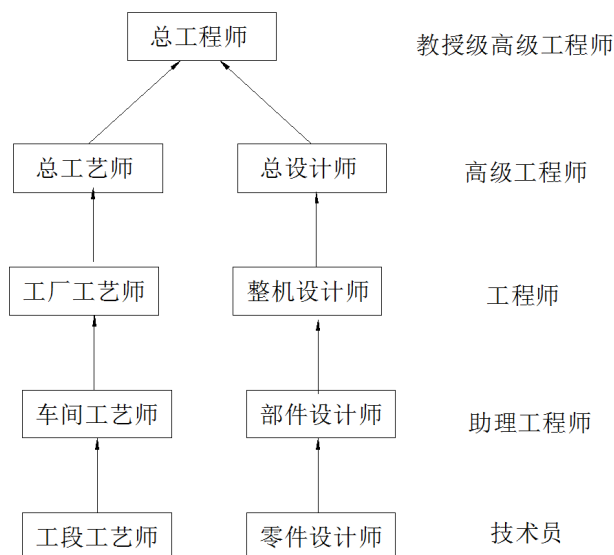 总工程师
教授级高级工程师
总工艺师
总设计师
高级工程师
工厂工艺师
整机设计师
工程师
车间工艺师
部件设计师
助理工程师
工段工艺师
零件设计师
技术员